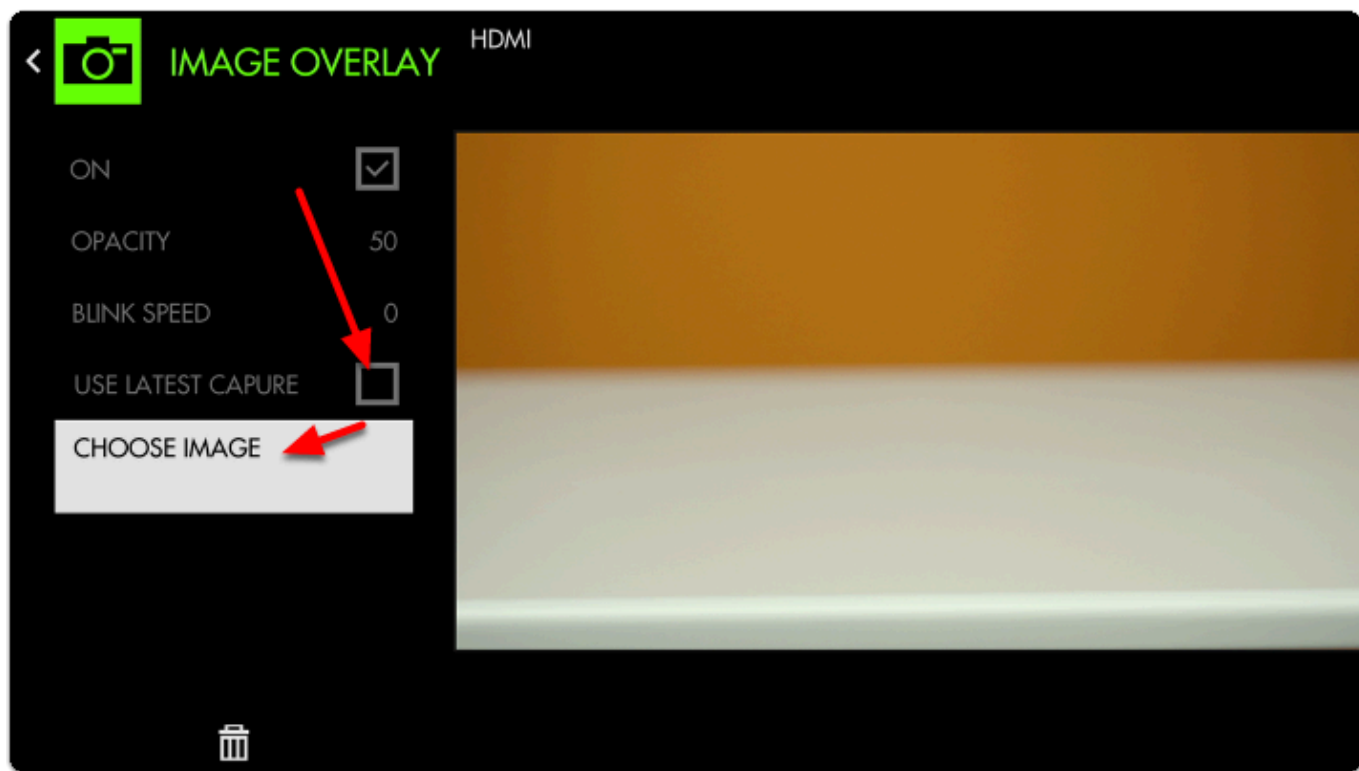 IMAGE OVERLAY
HDMI
ON
OPACITY 50
BLINK SPEED 0
USE LATEST CAPURE
CHOOSE IMAGE